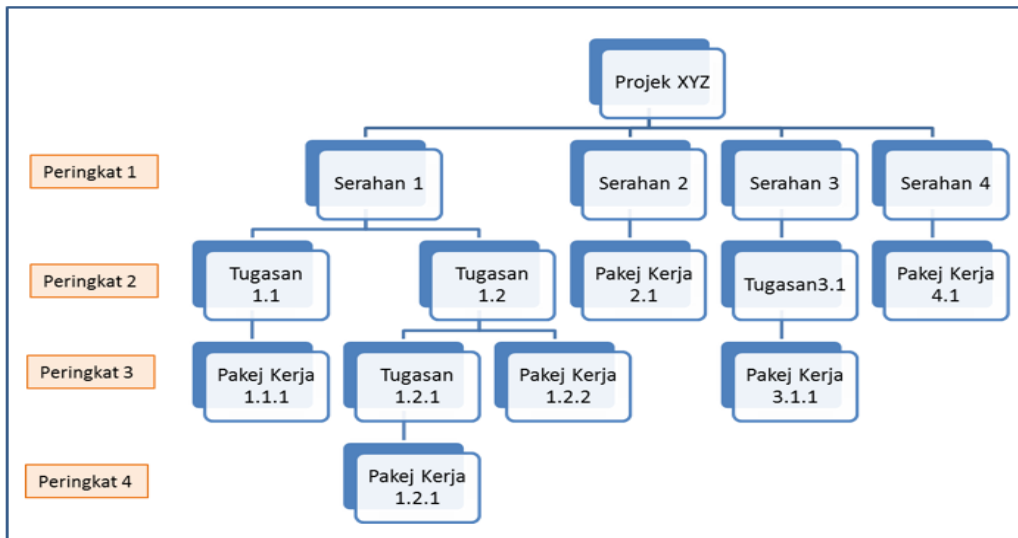 Projek XYZ
Peringkat 1
Serahan 1
Serahan 2
Serahan 3
Serahan 4
Peringkat 2
Tugasan
1.1
Tugasan
1.2
Pakej Kerja
2.1
Tugasan3.1
Pakej Kerja
4.1
Peringkat 3
Pakej Kerja
1.1.1
Tugasan
1.2.1
Pakej Kerja
1.2.2
Pakej Kerja
3.1.1
Peringkat 4
Pakej Kerja
1.2.1